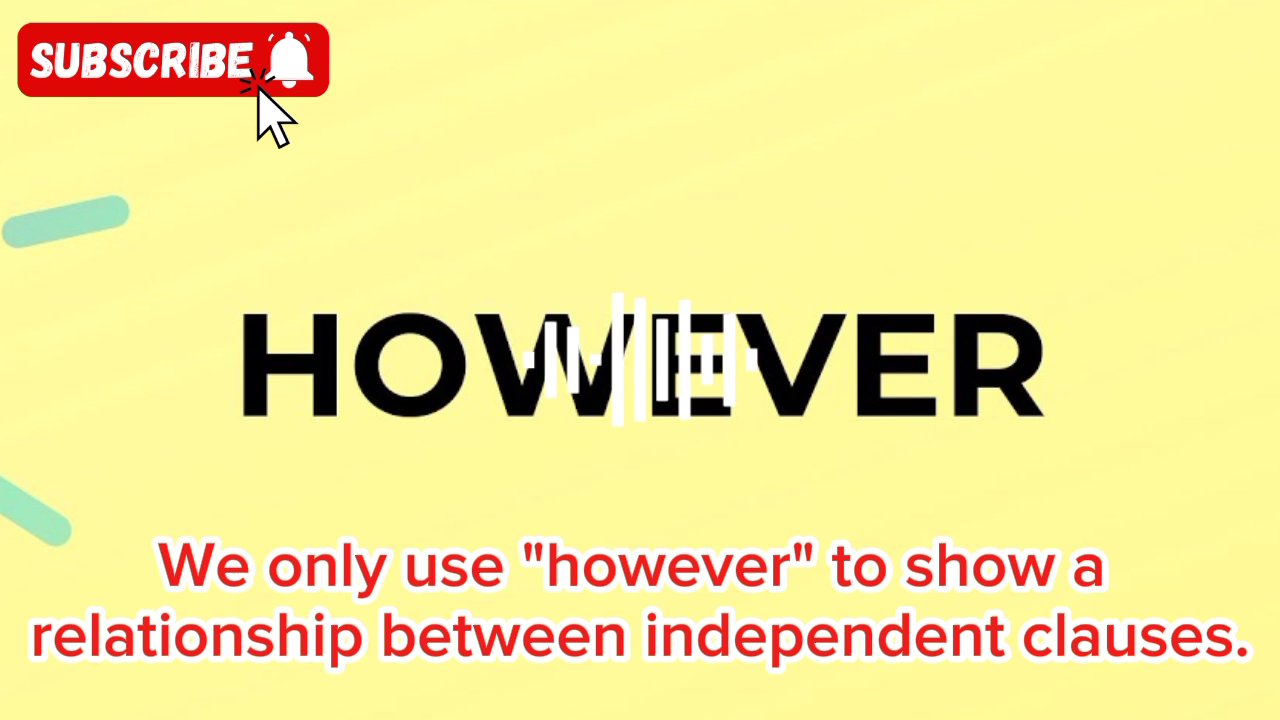 SUBSCRIBE
HOWEVER
We only use "however" to show a
relationship between independent clauses.